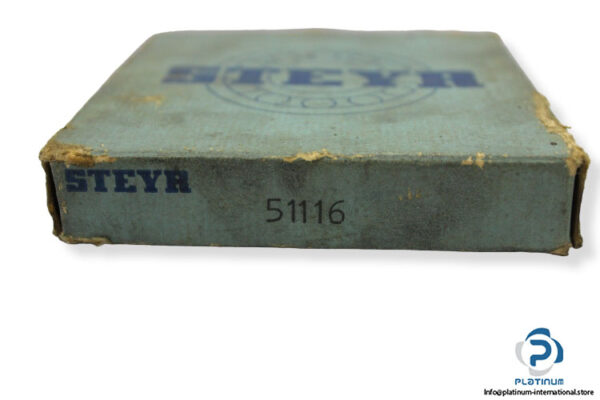 STEYR
STEYR
51116
PLATINUM
Info@platinum-international.store